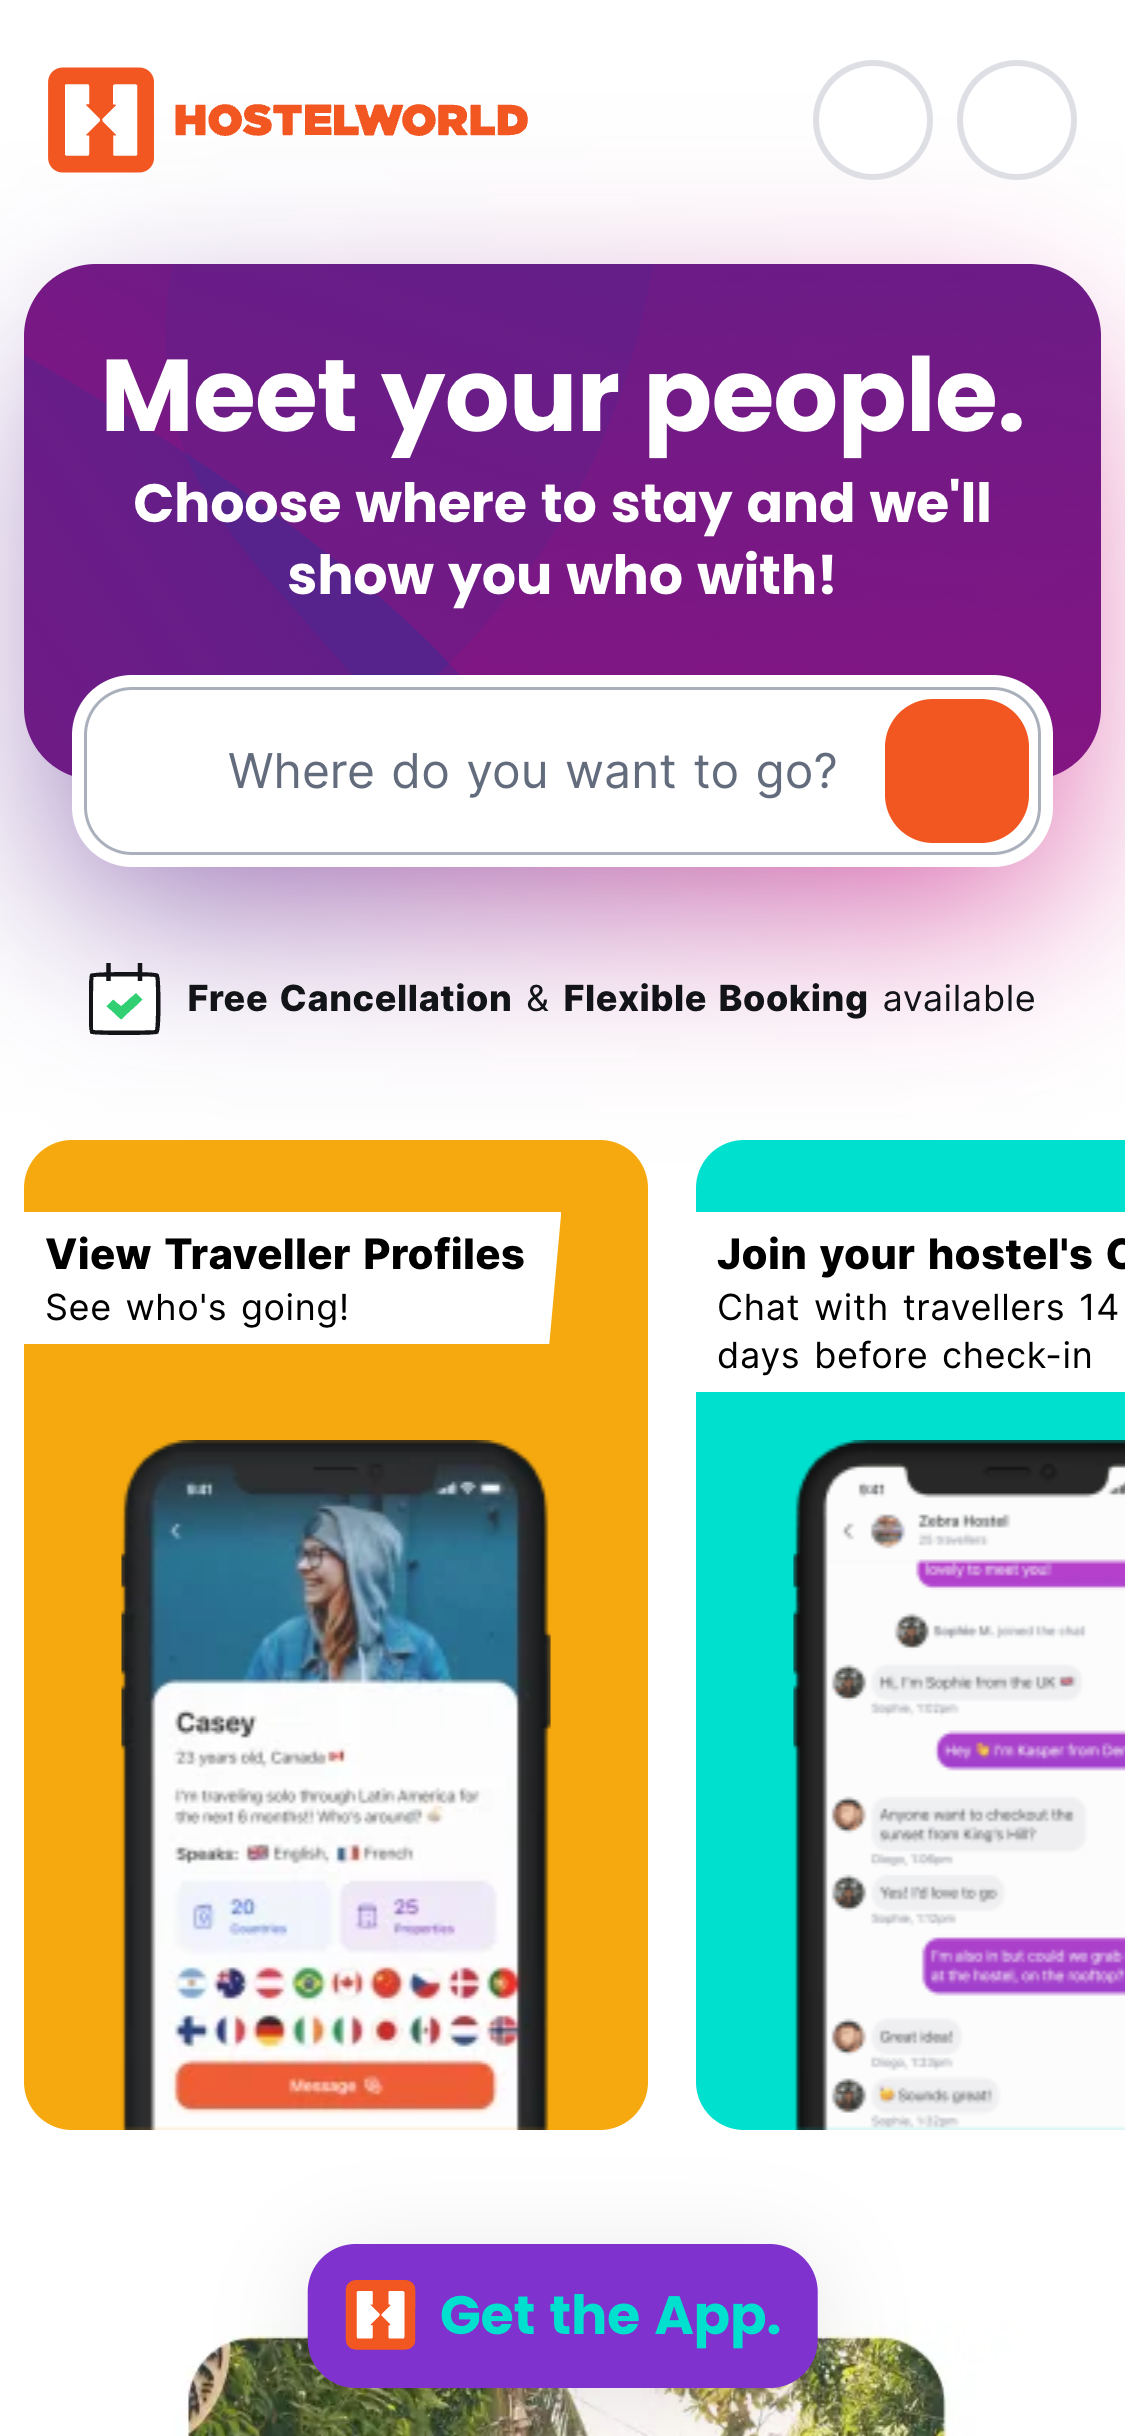 HOSTELWORLD
Meet your people.
Choose where to stay and we'll
show you who with!
Where do you want to go?
Free Cancellation & Flexible Booking available
View Traveller Profiles
See who's going!
9:41
Casey
23 years old, Canada
I'm traveling solo through Latin America for
the next 6 months!! Who's around?
Speaks: English, French
20
Countries
25
Properties
Message
Join your hostel's
Chat with travellers 14
days before check-in
9:41
Zebra Hostel
25 travellers
lovely to meet you!
Sophie M. joined the chat
Hi, I'm Sophie from the UK
Sophie, 1:02pm
Hey I'm Kasper from
Anyone want to checkout the
sunset from King's Hill?
Diego, 1:06pm
Yes! I'd love to go
Sophie, 1:12pm
I'm also in but could we grab
at the hostel, on the rooftop?
Great idea!
Diego, 1:23pm
Sounds great!
Sophie, 1:32pm
Get the App.